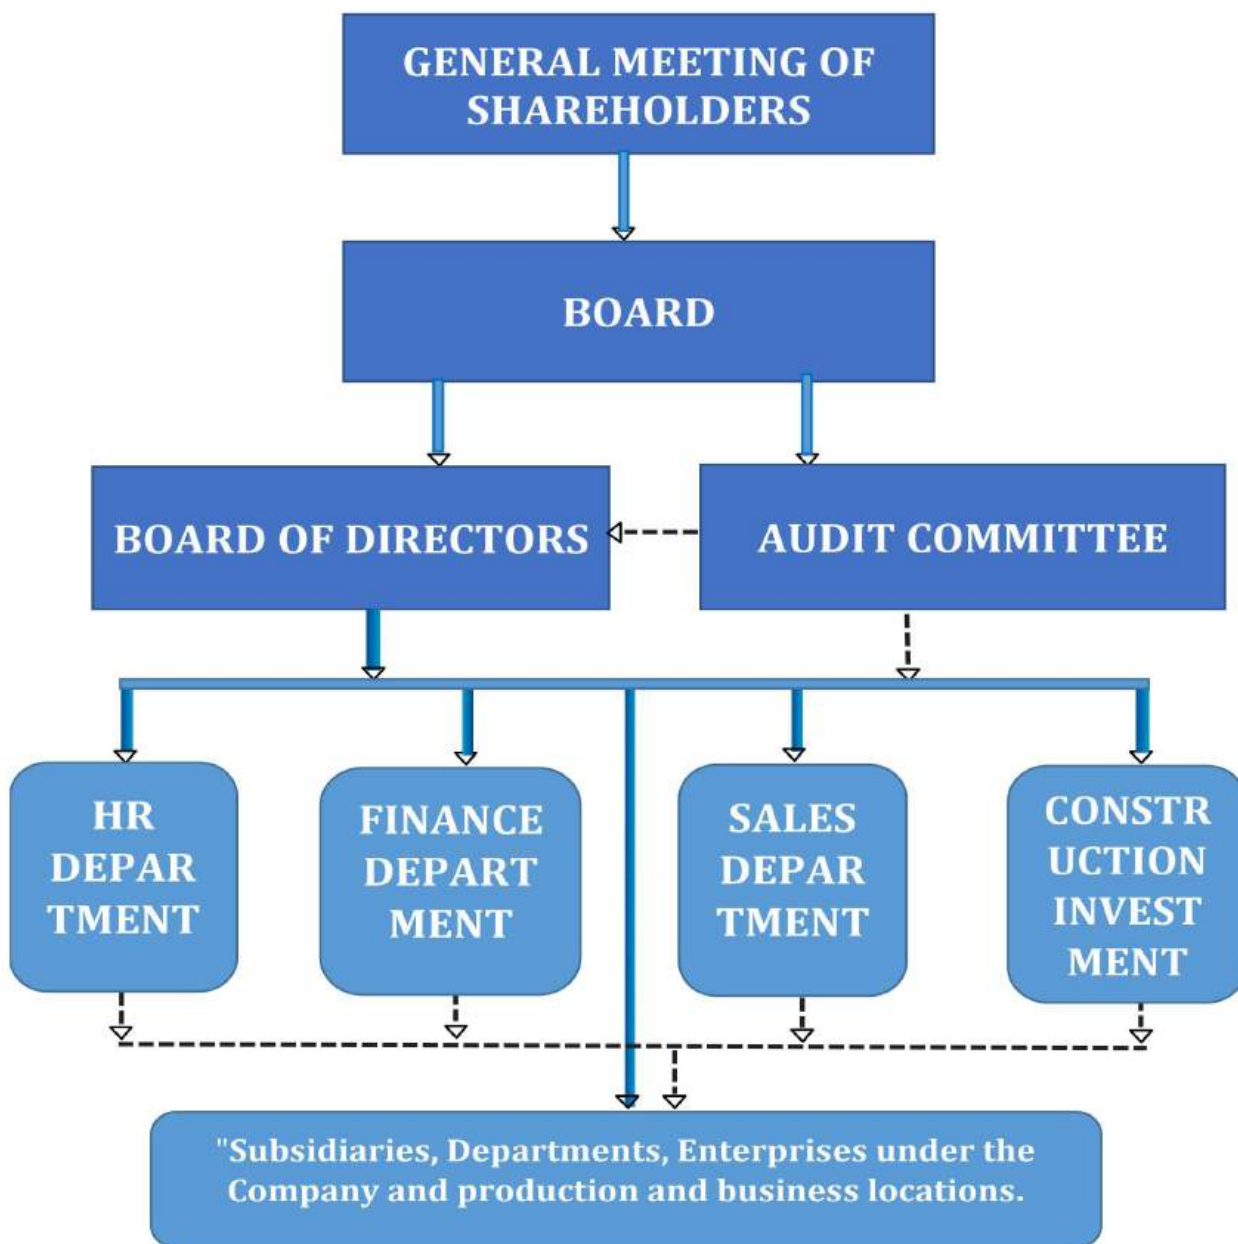 GENERAL MEETING OF
SHAREHOLDERS
BOARD
BOARD OF DIRECTORS
AUDIT COMMITTEE
HR
DEPAR
TMENT
FINANCE
DEPART
MENT
SALES
DEPAR
TMENT
CONSTR
UCTION
INVEST
MENT
"Subsidiaries, Departments, Enterprises under the
Company and production and business locations.